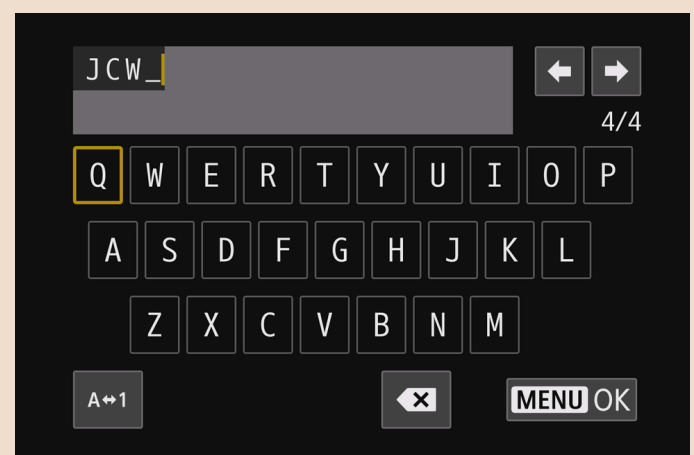 JCW_
4/4
Q W E R T Y U I O P
A S D F G H J K L
Z X C V B N M
A↔1 MENU OK